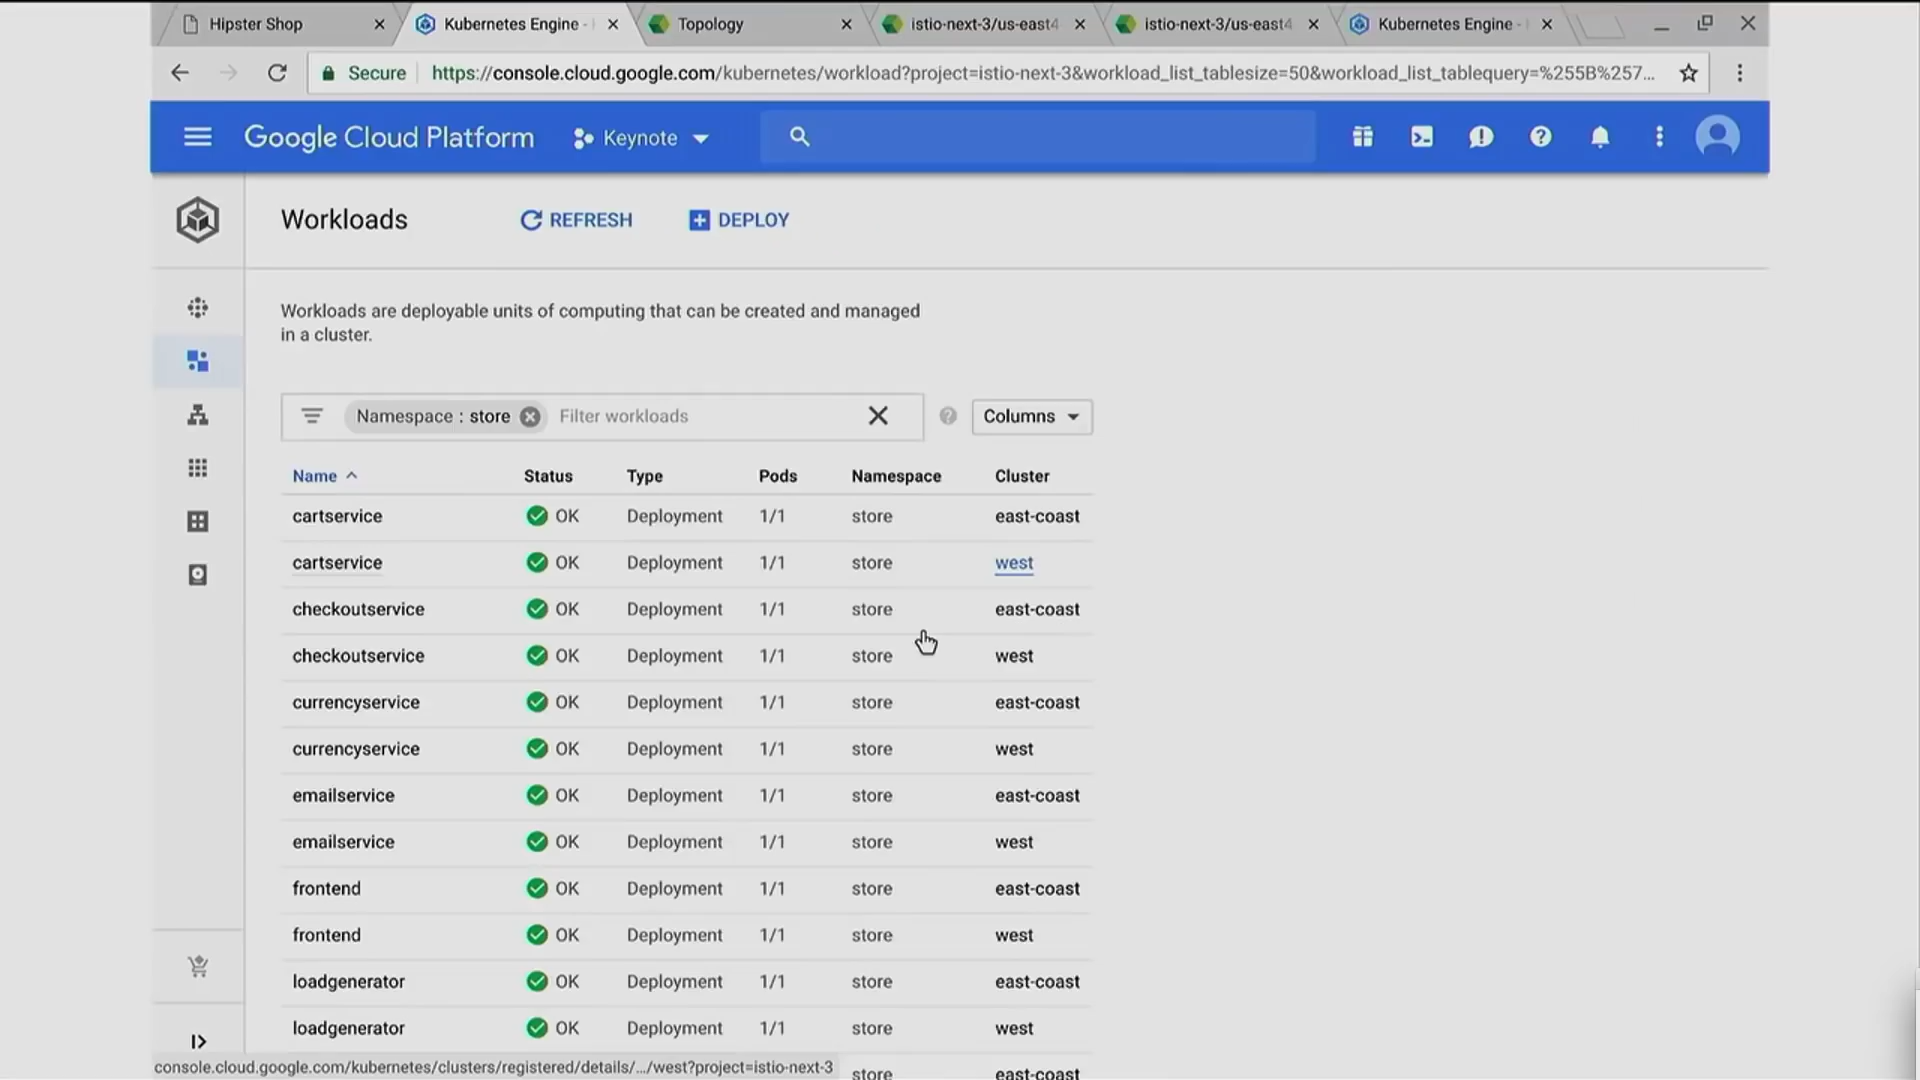 Hipster Shop
Kubernetes Engine -
Topology
istio-next-3/us-east4
istio-next-3/us-east4
Kubernetes Engine -
Secure
https://console.cloud.google.com/kubernetes/workload?project=istio-next-3&workload_list_tablesize=50&workload_list_tablequery=%255B%257...
Google Cloud Platform
Keynote
Workloads
REFRESH
DEPLOY
Workloads are deployable units of computing that can be created and managed
in a cluster.
Namespace : store
Filter workloads
Columns
Name Status Type Pods Namespace Cluster
cartservice OK Deployment 1/1 store east-coast
cartservice OK Deployment 1/1 store west
checkoutservice OK Deployment 1/1 store east-coast
checkoutservice OK Deployment 1/1 store west
currencyservice OK Deployment 1/1 store east-coast
currencyservice OK Deployment 1/1 store west
emailservice OK Deployment 1/1 store east-coast
emailservice OK Deployment 1/1 store west
frontend OK Deployment 1/1 store east-coast
frontend OK Deployment 1/1 store west
loadgenerator OK Deployment 1/1 store east-coast
loadgenerator OK Deployment 1/1 store west
store east-coast
console.cloud.google.com/kubernetes/clusters/registered/details/.../west?project=istio-next-3